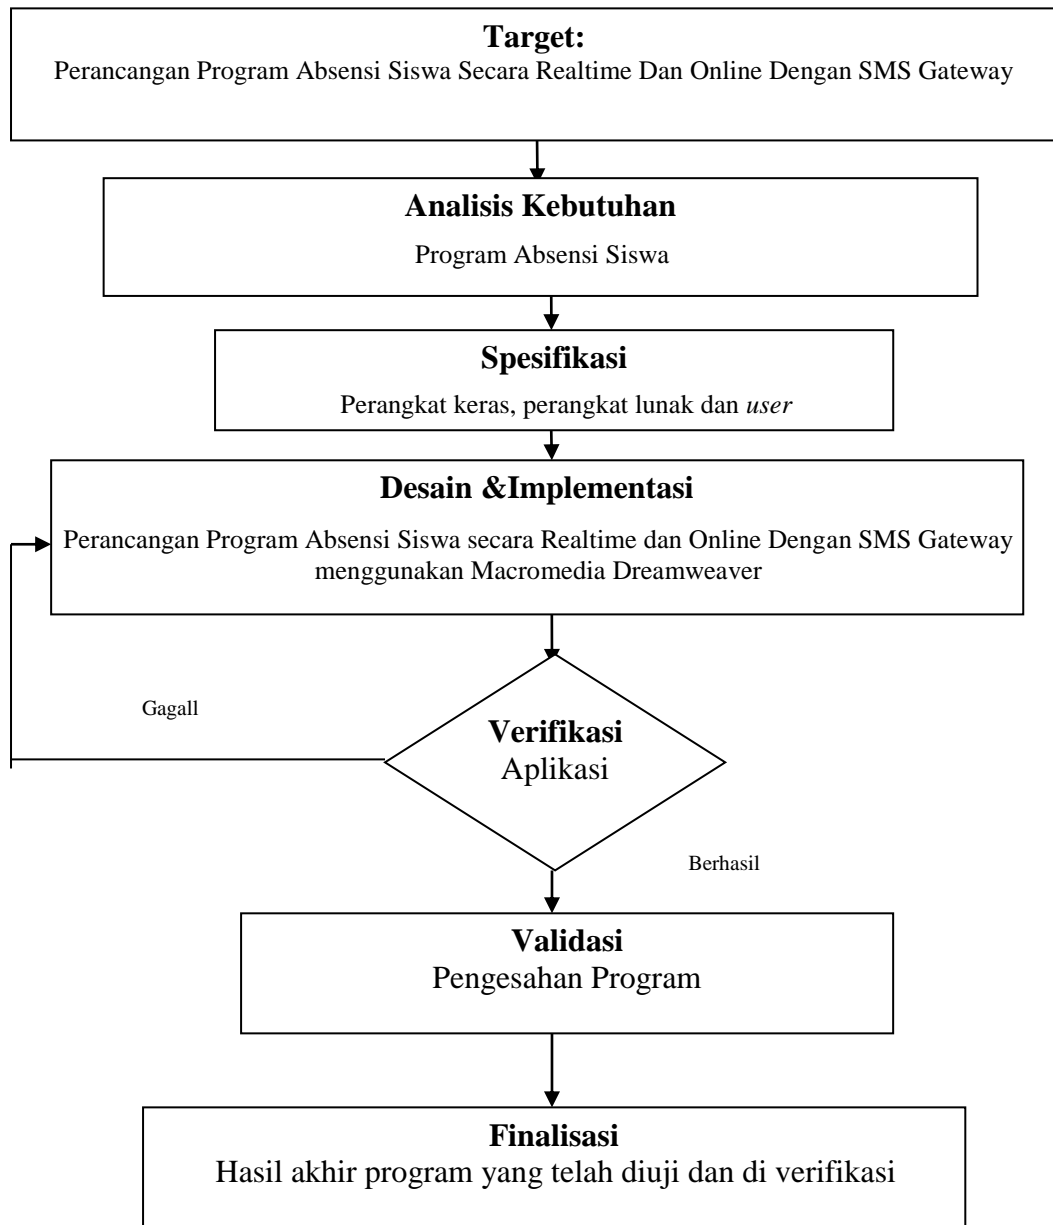 Target:
Perancangan Program Absensi Siswa Secara Realtime Dan Online Dengan SMS Gateway
Analisis Kebutuhan
Program Absensi Siswa
Spesifikasi
Perangkat keras, perangkat lunak dan user
Desain &Implementasi
Perancangan Program Absensi Siswa secara Realtime dan Online Dengan SMS Gateway
menggunakan Macromedia Dreamweaver
Gagall
Verifikasi
Aplikasi
Berhasil
Validasi
Pengesahan Program
Finalisasi
Hasil akhir program yang telah diuji dan di verifikasi